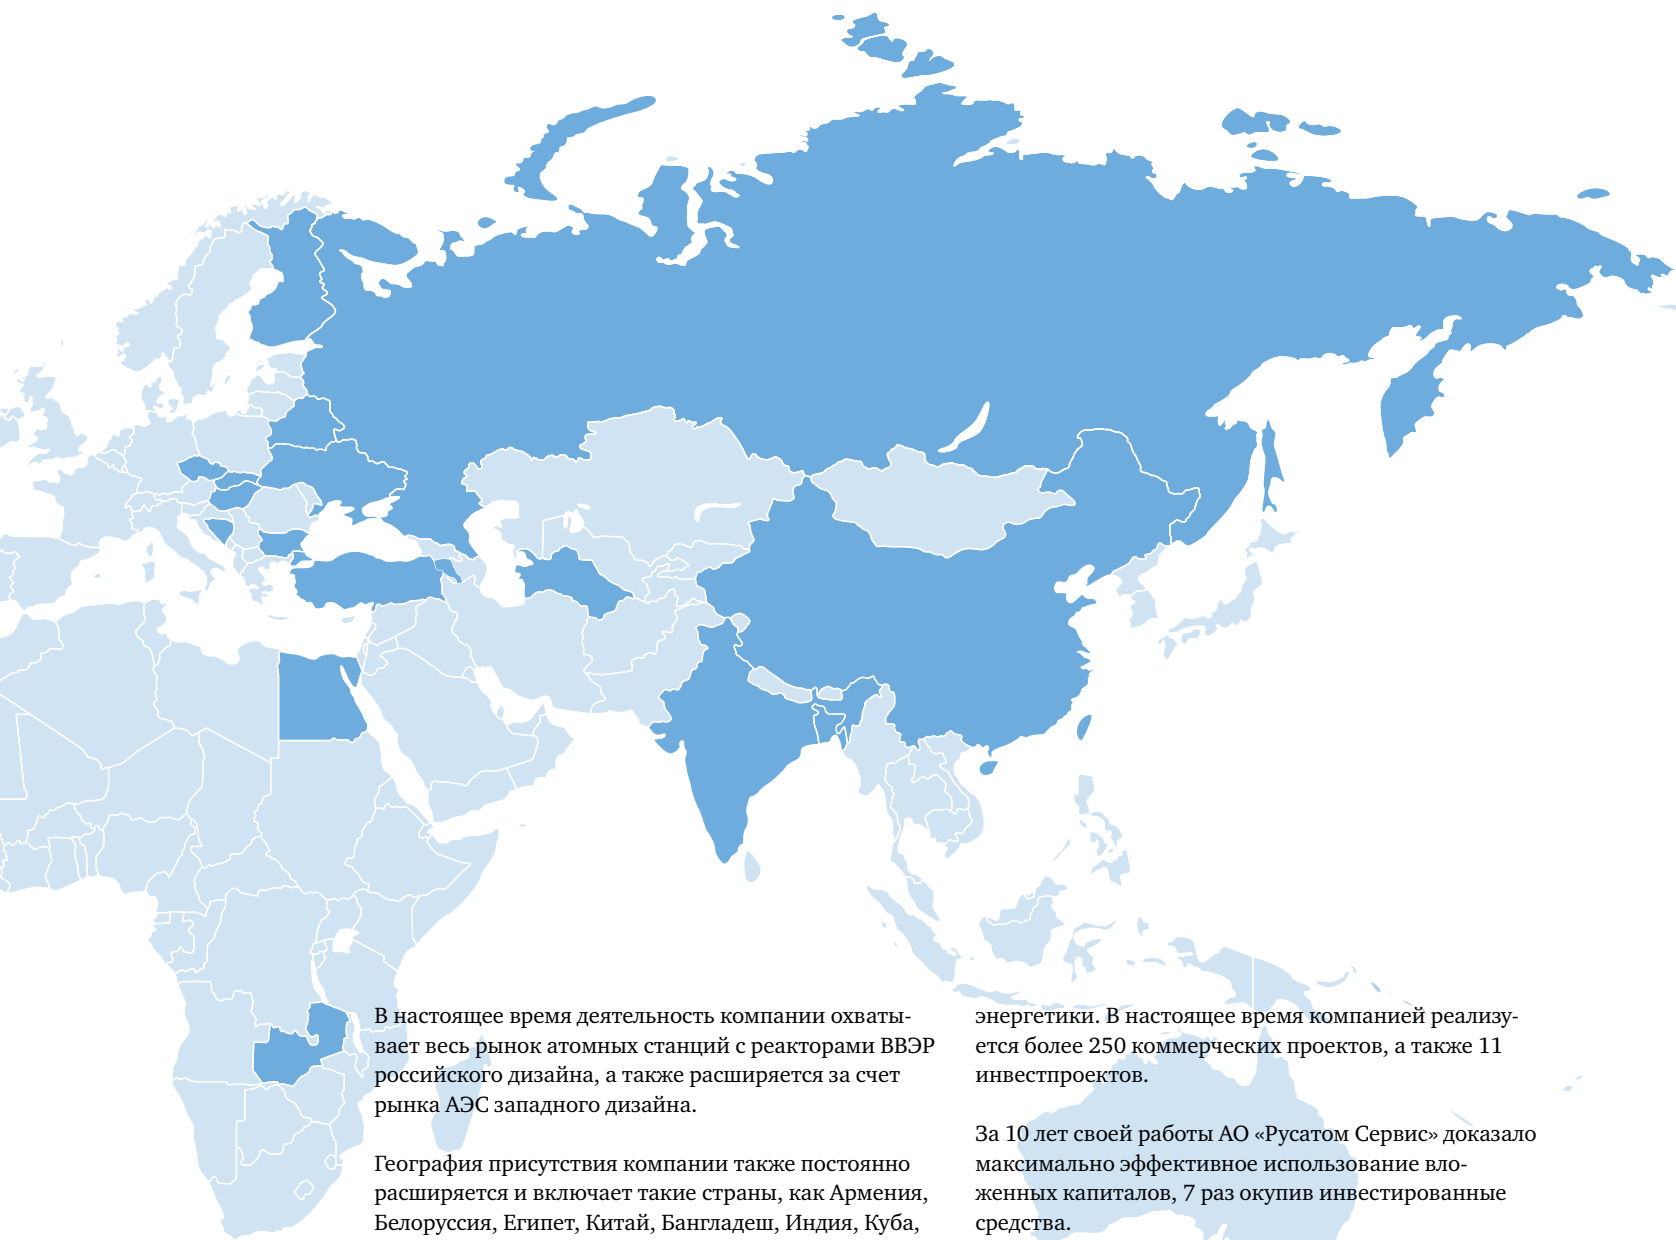 В настоящее время деятельность компании охваты-
вает весь рынок атомных станций с реакторами ВВЭР
российского дизайна, а также расширяется за счет
рынка АЭС западного дизайна.
География присутствия компании также постоянно
расширяется и включает такие страны, как Армения,
Белоруссия, Египет, Китай, Бангладеш, Индия, Куба,
энергетики. В настоящее время компанией реализу-
ется более 250 коммерческих проектов, а также 11
инвестпроектов.
За 10 лет своей работы АО «Русатом Сервис» доказало
максимально эффективное использование вло-
женных капиталов, 7 раз окупив инвестированные
средства.